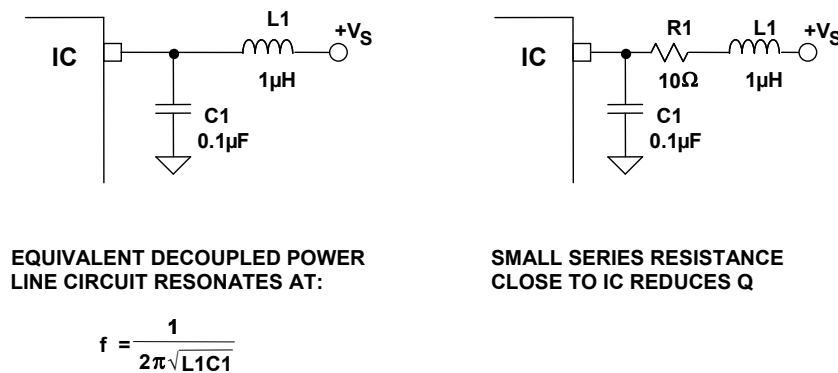 L1
+VS
IC
1µH
C1
0.1µF
R1
L1
+VS
IC
10Ω
1µH
C1
0.1µF
EQUIVALENT DECOUPLED POWER
LINE CIRCUIT RESONATES AT:
f = 1 / 2π√L1C1
SMALL SERIES RESISTANCE
CLOSE TO IC REDUCES Q